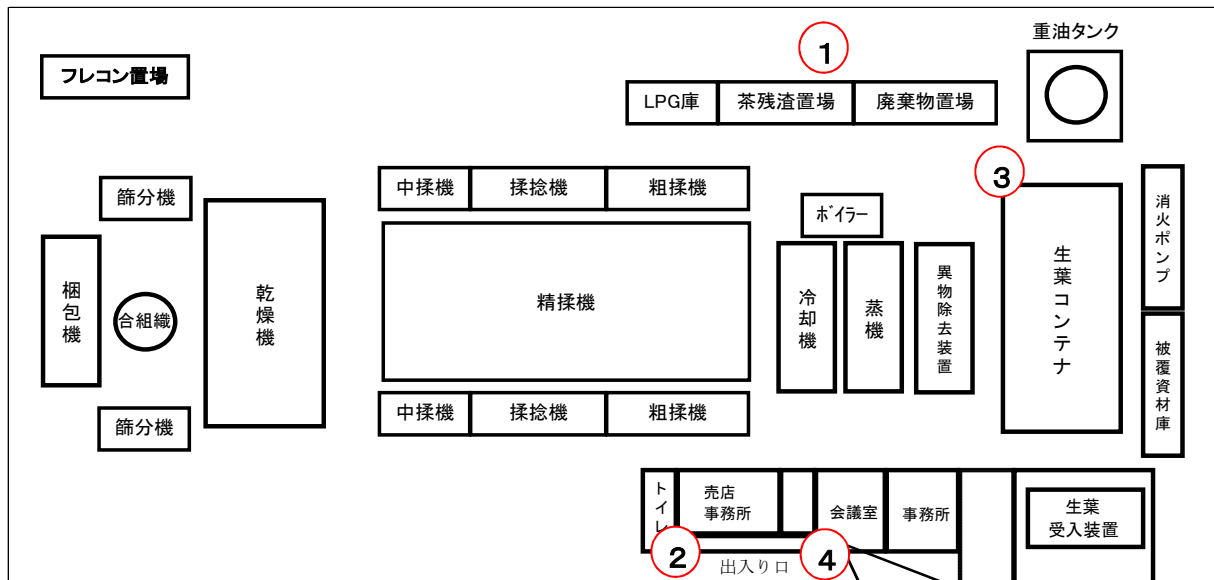 重油タンク
①
フレコン置場
LPG庫
茶残渣置場
廃棄物置場
③
中揉機
揉捻機
粗揉機
篩分機
ボイラー
消火ポンプ
梱包機
合組織
乾燥機
精揉機
冷却機
蒸機
異物除去装置
生葉コンテナ
被覆資材庫
篩分機
中揉機
揉捻機
粗揉機
トイレ
売店
事務所
会議室
事務所
生葉
受入装置
②
④
出入り口